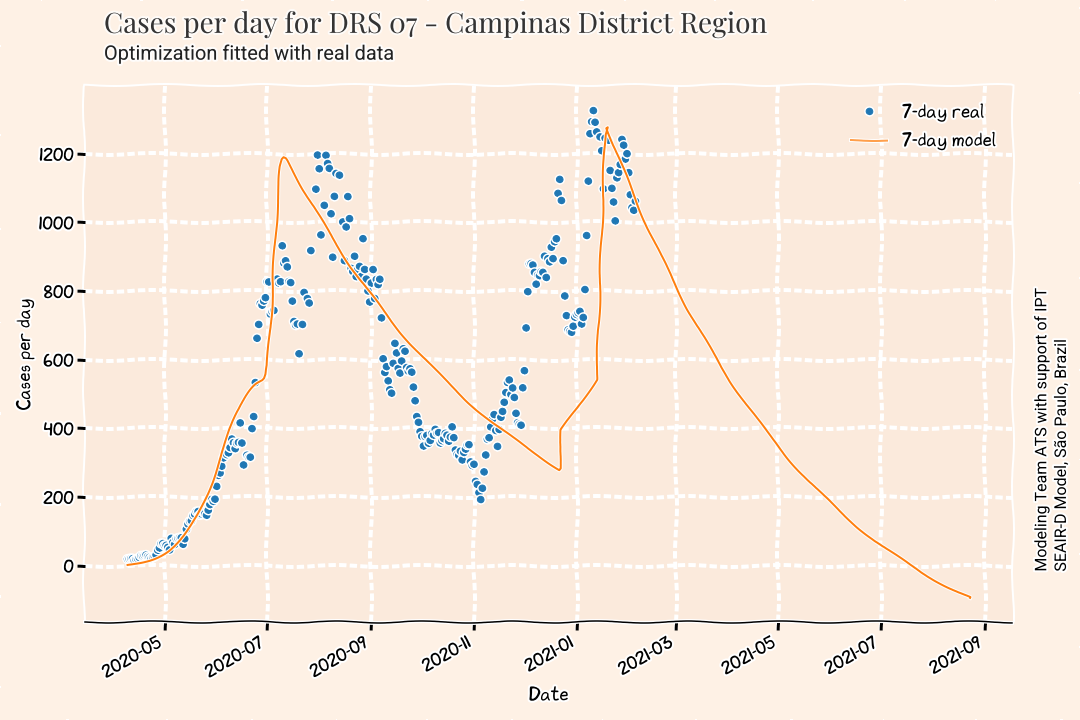 Cases per day for DRS 07 - Campinas District Region
Optimization fitted with real data
7-day real
7-day model
1200
1000
800
600
400
200
0
Cases per day
2020-05
2020-07
2020-09
2020-11
2021-01
2021-03
2021-05
2021-07
2021-09
Date
Modeling Team ATS with support of IPT
SEAIR-D Model, São Paulo, Brazil